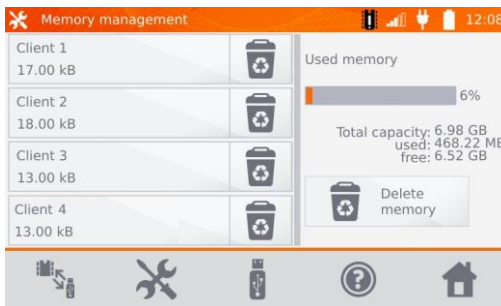 Memory management
12:08
Client 1
17.00 kB
Client 2
18.00 kB
Client 3
13.00 kB
Client 4
13.00 kB
Used memory
6%
Total capacity: 6.98 GB
used: 468.22 MB
free: 6.52 GB
Delete
memory